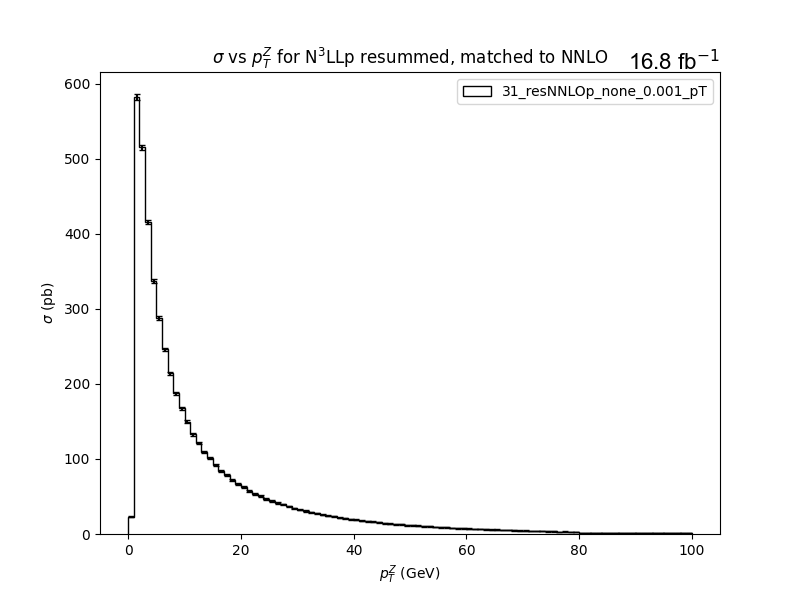 σ vs p_T^Z for N³LLp resummed, matched to NNLO
16.8 fb⁻¹
31_resNNLOp_none_0.001_pT
600
500
400
300
200
100
0
σ (pb)
0 20 40 60 80 100
p_T^Z (GeV)